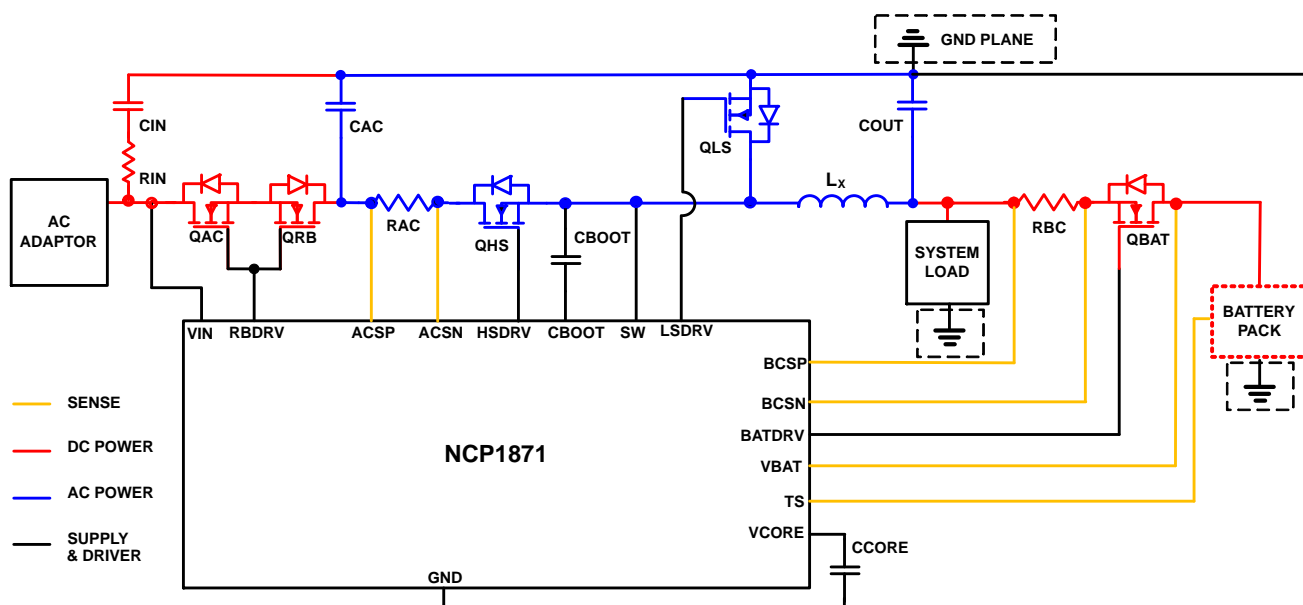 GND PLANE
CIN
CAC
COUT
QLS
RIN
LX
AC
ADAPTOR
QAC
QRB
RAC
QHS
CBOOT
RBC
QBAT
SYSTEM
LOAD
BATTERY
PACK
VIN
RBDRV
ACSP
ACSN
HSDRV
CBOOT
SW
LSDRV
BCSP
BCSN
BATDRV
VBAT
TS
VCORE
CCORE
NCP1871
GND
SENSE
DC POWER
AC POWER
SUPPLY
& DRIVER